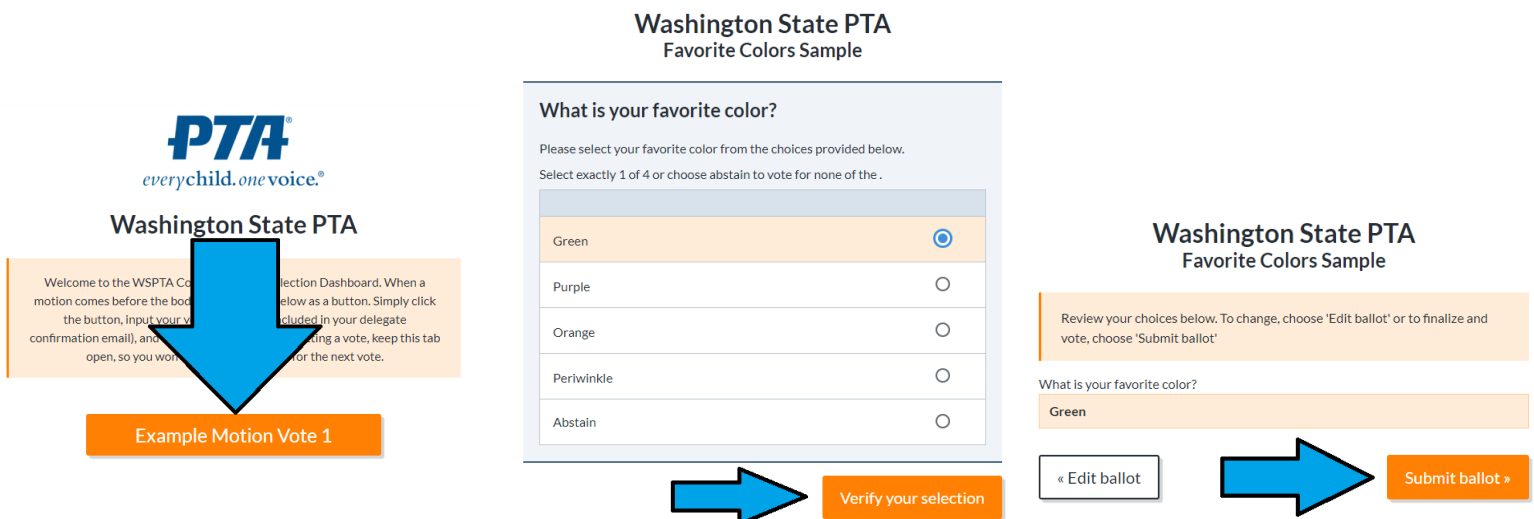 PTA®
everychild.onevoice.®
Washington State PTA
Welcome to the WSPTA lection Dashboard. When a
motion comes before the elow as a button. Simply click
the button, input your cluded in your delegate
confirmation email), and ting a vote, keep this tab
open, so you for the next vote.
Example Motion Vote 1
Washington State PTA
Favorite Colors Sample
What is your favorite color?
Please select your favorite color from the choices provided below.
Select exactly 1 of 4 or choose abstain to vote for none of the .
Green
Purple
Orange
Periwinkle
Abstain
Verify your selection
Washington State PTA
Favorite Colors Sample
Review your choices below. To change, choose 'Edit ballot' or to finalize and
vote, choose 'Submit ballot'
What is your favorite color?
Green
« Edit ballot
Submit ballot »